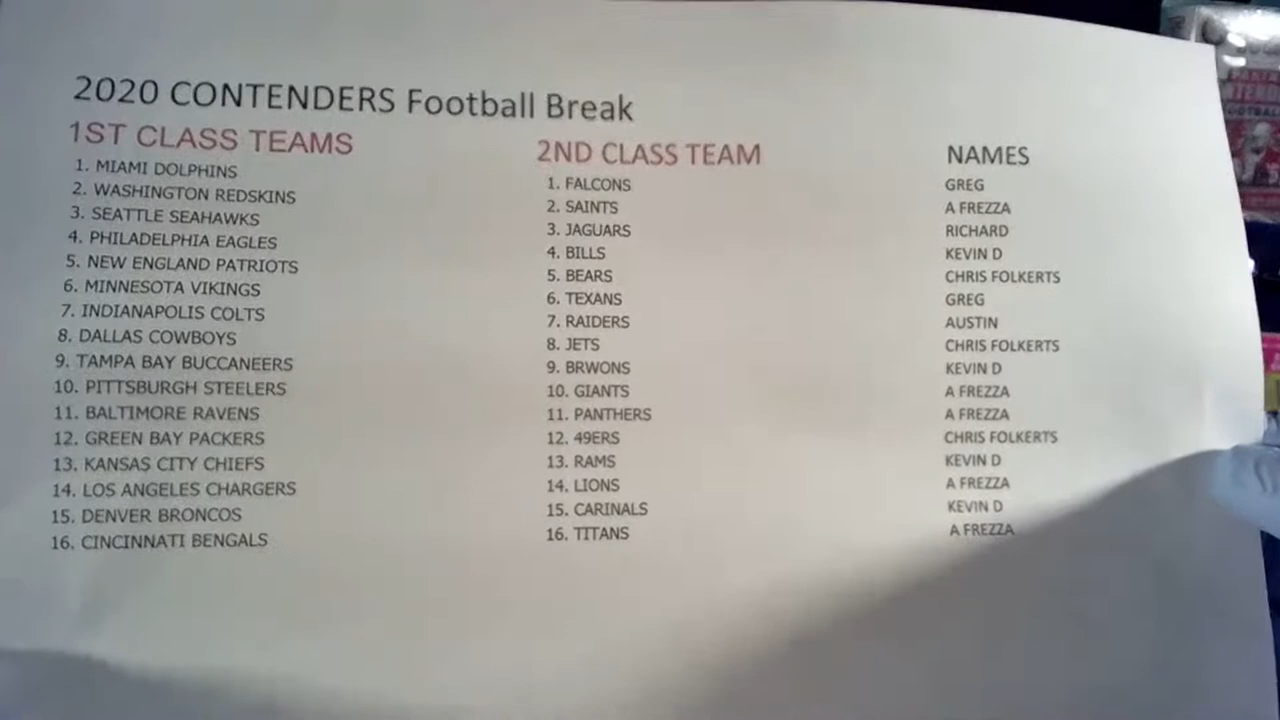 2020 CONTENDERS Football Break
1ST CLASS TEAMS 2ND CLASS TEAM NAMES
1. MIAMI DOLPHINS 1. FALCONS GREG
2. WASHINGTON REDSKINS 2. SAINTS A FREZZA
3. SEATTLE SEAHAWKS 3. JAGUARS RICHARD
4. PHILADELPHIA EAGLES 4. BILLS KEVIN D
5. NEW ENGLAND PATRIOTS 5. BEARS CHRIS FOLKERTS
6. MINNESOTA VIKINGS 6. TEXANS GREG
7. INDIANAPOLIS COLTS 7. RAIDERS AUSTIN
8. DALLAS COWBOYS 8. JETS CHRIS FOLKERTS
9. TAMPA BAY BUCCANEERS 9. BRWONS KEVIN D
10. PITTSBURGH STEELERS 10. GIANTS A FREZZA
11. BALTIMORE RAVENS 11. PANTHERS A FREZZA
12. GREEN BAY PACKERS 12. 49ERS CHRIS FOLKERTS
13. KANSAS CITY CHIEFS 13. RAMS KEVIN D
14. LOS ANGELES CHARGERS 14. LIONS A FREZZA
15. DENVER BRONCOS 15. CARINALS KEVIN D
16. CINCINNATI BENGALS 16. TITANS A FREZZA